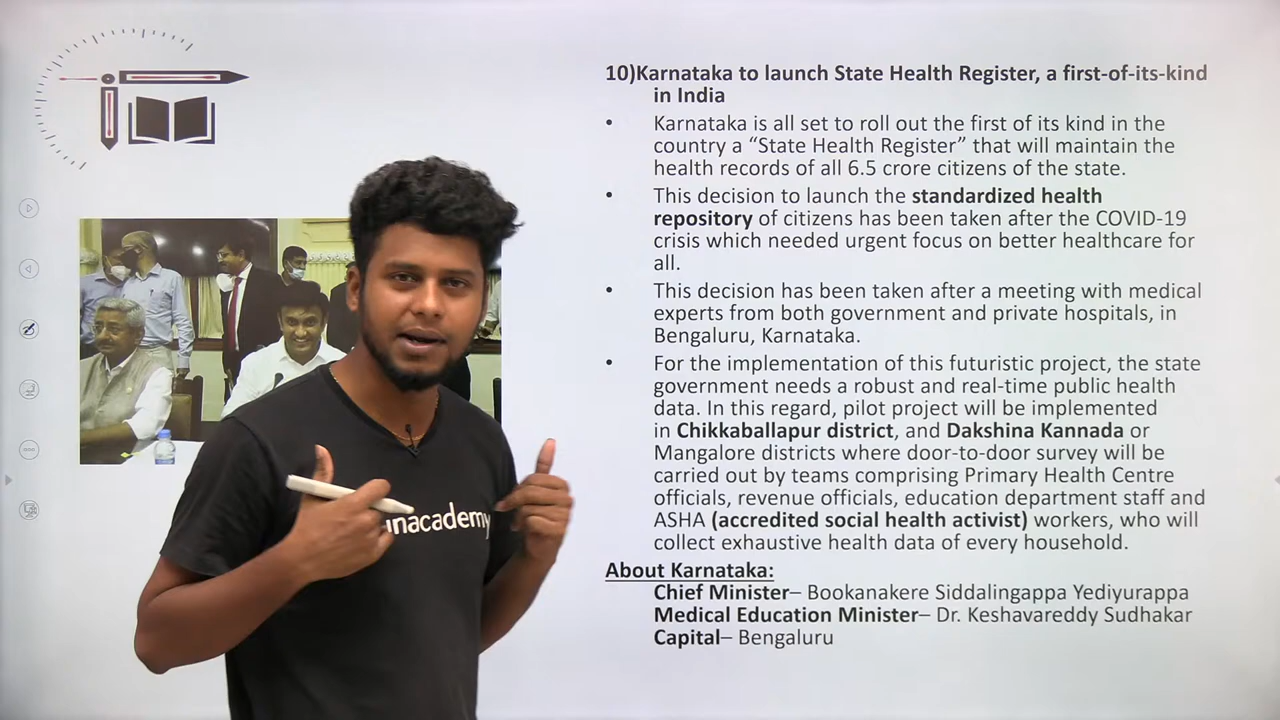 10)Karnataka to launch State Health Register, a first-of-its-kind
in India
• Karnataka is all set to roll out the first of its kind in the
country a “State Health Register” that will maintain the
health records of all 6.5 crore citizens of the state.
• This decision to launch the standardized health
repository of citizens has been taken after the COVID-19
crisis which needed urgent focus on better healthcare for
all.
• This decision has been taken after a meeting with medical
experts from both government and private hospitals, in
Bengaluru, Karnataka.
• For the implementation of this futuristic project, the state
government needs a robust and real-time public health
data. In this regard, pilot project will be implemented
in Chikkaballapur district, and Dakshina Kannada or
Mangalore districts where door-to-door survey will be
carried out by teams comprising Primary Health Centre
officials, revenue officials, education department staff and
ASHA (accredited social health activist) workers, who will
collect exhaustive health data of every household.
About Karnataka:
Chief Minister– Bookanakere Siddalingappa Yediyurappa
Medical Education Minister– Dr. Keshavareddy Sudhakar
Capital– Bengaluru
unacademy